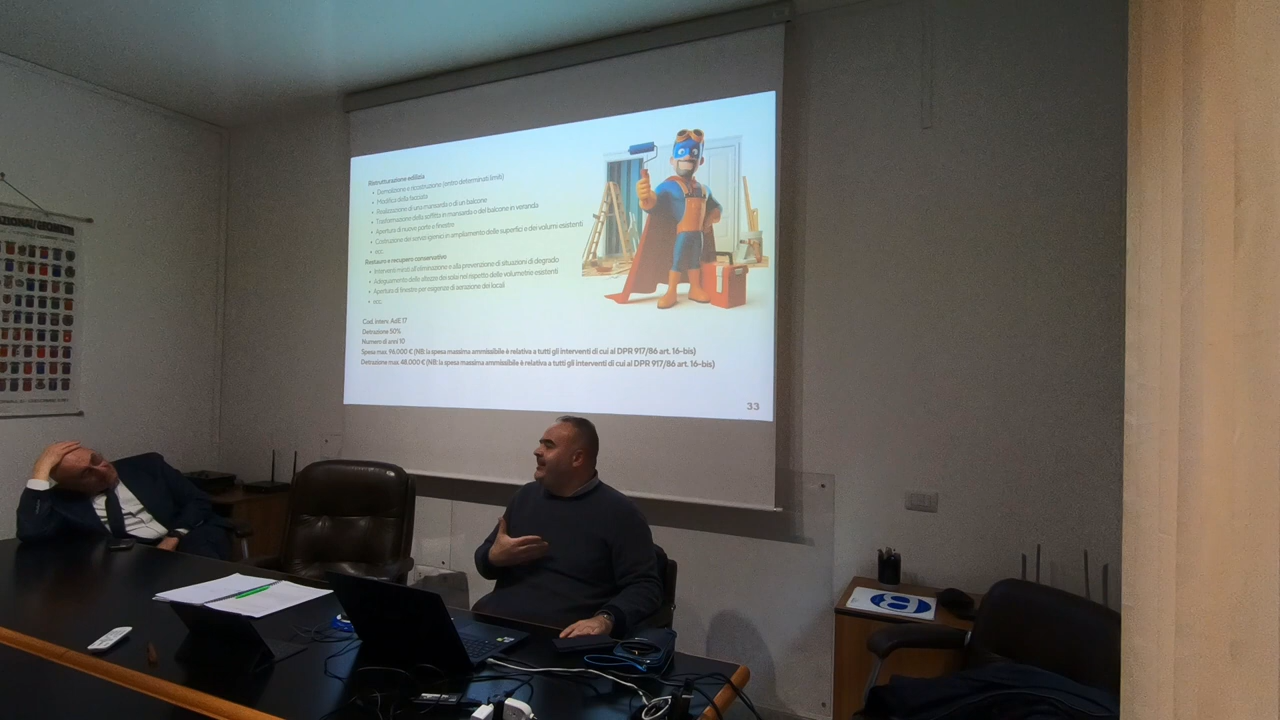 Ristrutturazione edilizia
• Demolizione e ricostruzione (entro determinati limiti)
• Modifica della facciata
• Realizzazione di una mansarda o di un balcone
• Trasformazione della soffitta in mansarda o del balcone in veranda
• Apertura di nuove porte e finestre
• Costruzione dei servizi igienici in ampliamento delle superfici e dei volumi esistenti
• ecc.
Restauro e recupero conservativo
• Interventi mirati all'eliminazione e alla prevenzione di situazioni di degrado
• Adeguamento delle altezze dei solai nel rispetto delle volumetrie esistenti
• Apertura di finestre per esigenze di aerazione dei locali
• ecc.
Cod. interv. AdE 17
Detrazione 50%
Numero di anni 10
Spesa max 96.000 € (NB: la spesa massima ammissibile è relativa a tutti gli interventi di cui al DPR 917/86 art. 16-bis)
Detrazione max 48.000 € (NB: la spesa massima ammissibile è relativa a tutti gli interventi di cui al DPR 917/86 art. 16-bis)
33